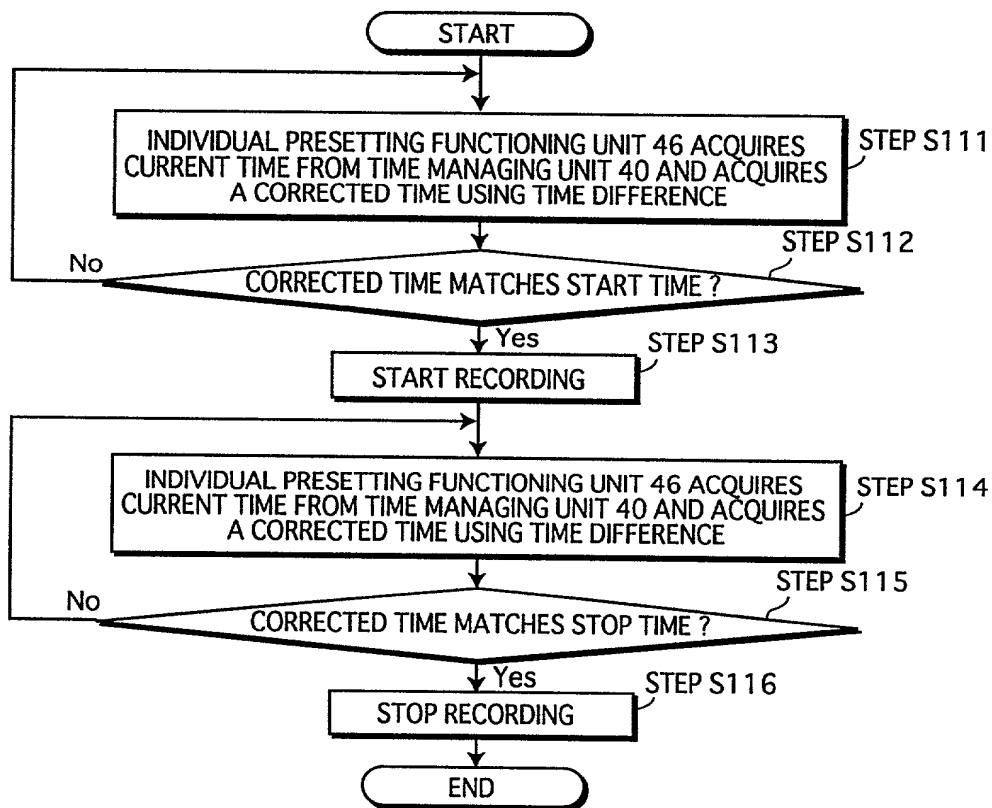 START
INDIVIDUAL PRESETTING FUNCTIONING UNIT 46 ACQUIRES
CURRENT TIME FROM TIME MANAGING UNIT 40 AND ACQUIRES
A CORRECTED TIME USING TIME DIFFERENCE
STEP S111
STEP S112
No
CORRECTED TIME MATCHES START TIME ?
Yes
STEP S113
START RECORDING
INDIVIDUAL PRESETTING FUNCTIONING UNIT 46 ACQUIRES
CURRENT TIME FROM TIME MANAGING UNIT 40 AND ACQUIRES
A CORRECTED TIME USING TIME DIFFERENCE
STEP S114
STEP S115
No
CORRECTED TIME MATCHES STOP TIME ?
Yes
STEP S116
STOP RECORDING
END